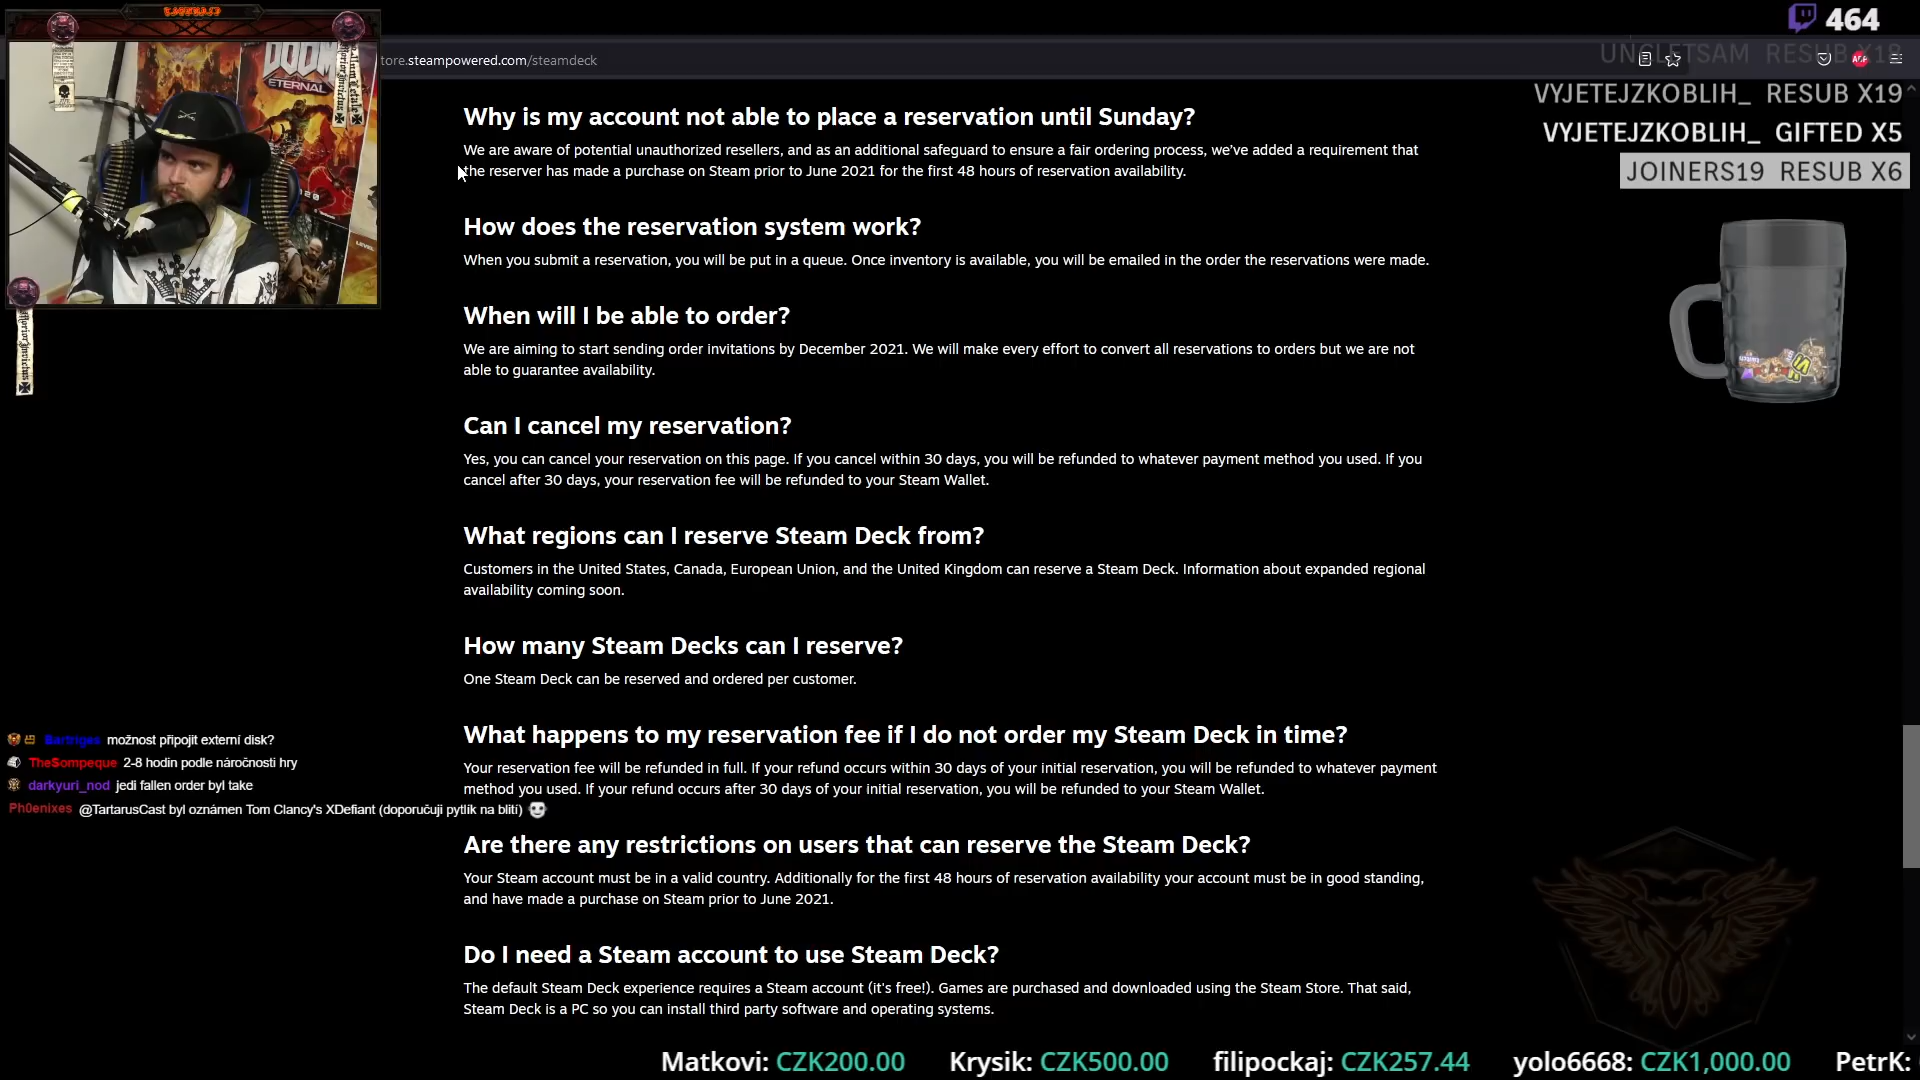 464
tore.steampowered.com/steamdeck
UNCLETSAM RESUB X18
VYJETEJZKOBLIH_ RESUB X19
VYJETEJZKOBLIH_ GIFTED X5
JOINERS19 RESUB X6
DOOM
ETERNAL
Why is my account not able to place a reservation until Sunday?
We are aware of potential unauthorized resellers, and as an additional safeguard to ensure a fair ordering process, we've added a requirement that
the reserver has made a purchase on Steam prior to June 2021 for the first 48 hours of reservation availability.
How does the reservation system work?
When you submit a reservation, you will be put in a queue. Once inventory is available, you will be emailed in the order the reservations were made.
When will I be able to order?
We are aiming to start sending order invitations by December 2021. We will make every effort to convert all reservations to orders but we are not
able to guarantee availability.
Can I cancel my reservation?
Yes, you can cancel your reservation on this page. If you cancel within 30 days, you will be refunded to whatever payment method you used. If you
cancel after 30 days, your reservation fee will be refunded to your Steam Wallet.
What regions can I reserve Steam Deck from?
Customers in the United States, Canada, European Union, and the United Kingdom can reserve a Steam Deck. Information about expanded regional
availability coming soon.
How many Steam Decks can I reserve?
One Steam Deck can be reserved and ordered per customer.
What happens to my reservation fee if I do not order my Steam Deck in time?
Your reservation fee will be refunded in full. If your refund occurs within 30 days of your initial reservation, you will be refunded to whatever payment
method you used. If your refund occurs after 30 days of your initial reservation, you will be refunded to your Steam Wallet.
Are there any restrictions on users that can reserve the Steam Deck?
Your Steam account must be in a valid country. Additionally for the first 48 hours of reservation availability your account must be in good standing,
and have made a purchase on Steam prior to June 2021.
Do I need a Steam account to use Steam Deck?
The default Steam Deck experience requires a Steam account (it's free!). Games are purchased and downloaded using the Steam Store. That said,
Steam Deck is a PC so you can install third party software and operating systems.
možnost připojit externí disk?
TheSompeque 2-8 hodin podle náročnosti hry
darkyuri_nod jedi fallen order byl take
Ph0enixes @TartarusCast byl oznámen Tom Clancy's XDefiant (doporučuji pytlík na blití)
Matkovi: CZK200.00 Krysik: CZK500.00 filipockaj: CZK257.44 yolo6668: CZK1,000.00 PetrK: